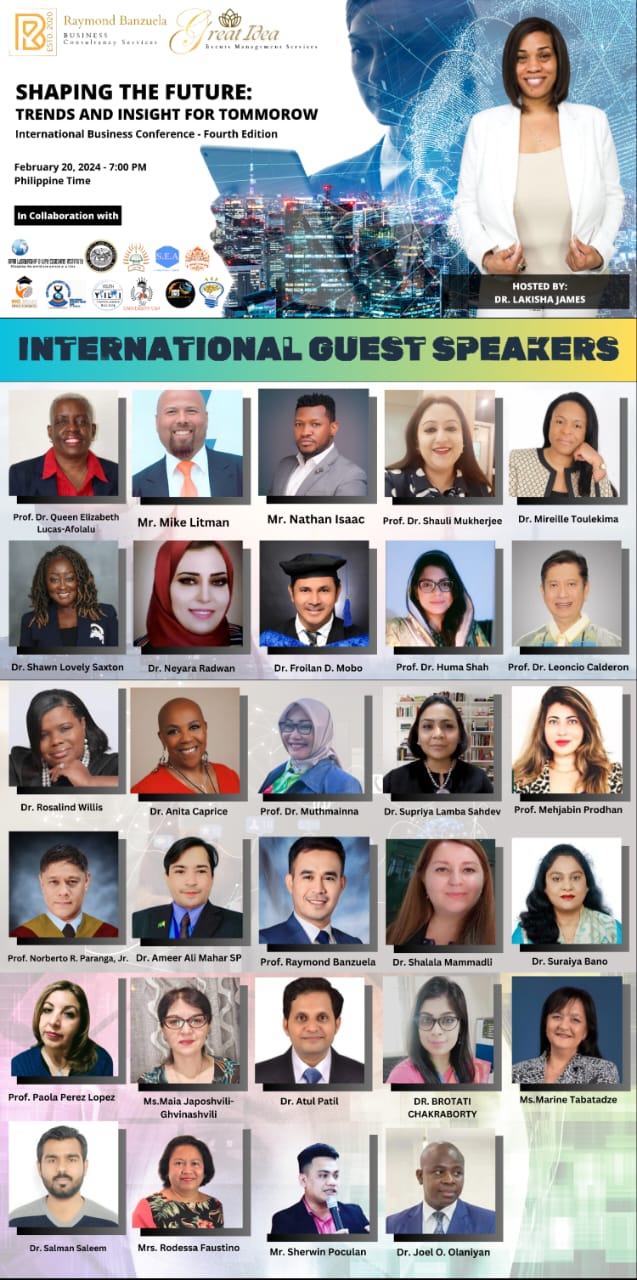 ESTD. 2020
Raymond Banzuela
BUSINESS
Consultancy Services
Great Idea
Events Management Services
SHAPING THE FUTURE:
TRENDS AND INSIGHT FOR TOMMOROW
International Business Conference - Fourth Edition
February 20, 2024 - 7:00 PM
Philippine Time
In Collaboration with
S.E.A
HOSTED BY:
DR. LAKISHA JAMES
INTERNATIONAL GUEST SPEAKERS
Prof. Dr. Queen Elizabeth
Lucas-Afolalu
Mr. Mike Litman
Mr. Nathan Isaac
Prof. Dr. Shauli Mukherjee
Dr. Mireille Toulekima
Dr. Shawn Lovely Saxton
Dr. Neyara Radwan
Dr. Froilan D. Mobo
Prof. Dr. Huma Shah
Prof. Dr. Leoncio Calderon
Dr. Rosalind Willis
Dr. Anita Caprice
Prof. Dr. Muthmainna
Dr. Supriya Lamba Sahdev
Prof. Mehjabin Prodhan
Prof. Norberto R. Paranga, Jr.
Dr. Ameer Ali Mahar SP
Prof. Raymond Banzuela
Dr. Shalala Mammadli
Dr. Suraiya Bano
Prof. Paola Perez Lopez
Ms.Maia Japoshvili-
Ghvinashvili
Dr. Atul Patil
DR. BROTATI
CHAKRABORTY
Ms.Marine Tabatadze
Dr. Salman Saleem
Mrs. Rodessa Faustino
Mr. Sherwin Poculan
Dr. Joel O. Olaniyan